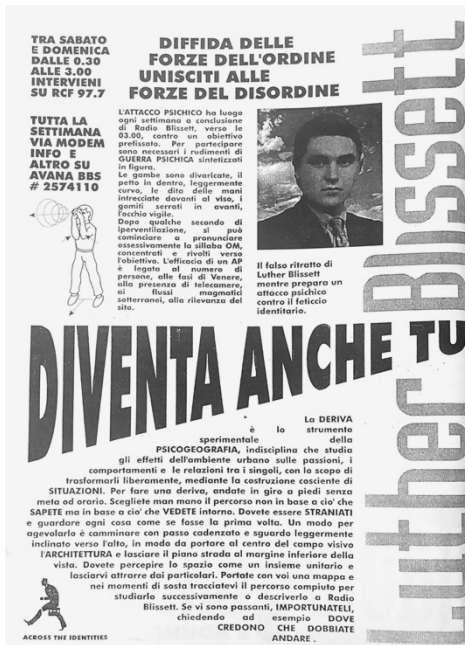 TRA SABATO
E DOMENICA
DALLE 0.30
ALLE 3.00
INTERVIENI
SU RCF 97.7
TUTTA LA
SETTIMANA
VIA MODEM
INFO E
ALTRO SU
AVANA BBS
# 2574110
DIFFIDA DELLE
FORZE DELL'ORDINE
UNISCITI ALLE
FORZE DEL DISORDINE
L'ATTACCO PSICHICO ha luogo
ogni settimana a conclusione
di Radio Blissett, verso le
03.00, contro un obiettivo
prefissato. Per partecipare
sono necessari i rudimenti di
GUERRA PSICHICA sintetizzati
in figura.
Le gambe sono divaricate, il
petto in dentro, leggermente
curvo, le dita delle mani
intrecciate davanti al viso, i
gomiti serrati in avanti,
l'occhio vigile.
Dopo qualche secondo di
iperventilazione, si può
cominciare a pronunciare
ossessivamente la sillaba OM,
concentrati e rivolti verso
l'obiettivo. L'efficacia di un AP
è legata al numero di
persone, alle fasi di Venere,
alla presenza di telecamere,
ai flussi magmatici
sotterranei, alla rilevanza del
sito.
Il falso ritratto di
Luther Blissett
mentre prepara un
attacco psichico
contro il feticcio
identitario.
DIVENTA ANCHE TU
Luther Blissett
La DERIVA
è lo strumento
sperimentale della
PSICOGEOGRAFIA, indisciplina che studia
gli effetti dell'ambiente urbano sulle passioni, i
comportamenti e le relazioni tra i singoli, con lo scopo di
trasformarli liberamente, mediante la costruzione cosciente di
SITUAZIONI. Per fare una deriva, andate in giro a piedi senza
meta od orario. Scegliete man mano il percorso non in base a cio' che
SAPETE ma in base a cio' che VEDETE intorno. Dovete essere STRANIATI
e guardare ogni cosa come se fosse la prima volta. Un modo per
agevolarlo è camminare con passo cadenzato e sguardo leggermente
inclinato verso l'alto, in modo da portare al centro del campo visivo
l'ARCHITETTURA e lasciare il piano strada al margine inferiore della
vista. Dovete percepire lo spazio come un insieme unitario e
lasciarvi attrarre dai particolari. Portate con voi una mappa e
nei momenti di sosta tracciatevi il percorso compiuto per
studiarlo successivamente o descriverlo a Radio
Blissett. Se vi sono passanti, IMPORTUNATELI,
chiedendo ad esempio DOVE
CREDONO CHE DOBBIATE
ANDARE .
ACROSS THE IDENTITIES